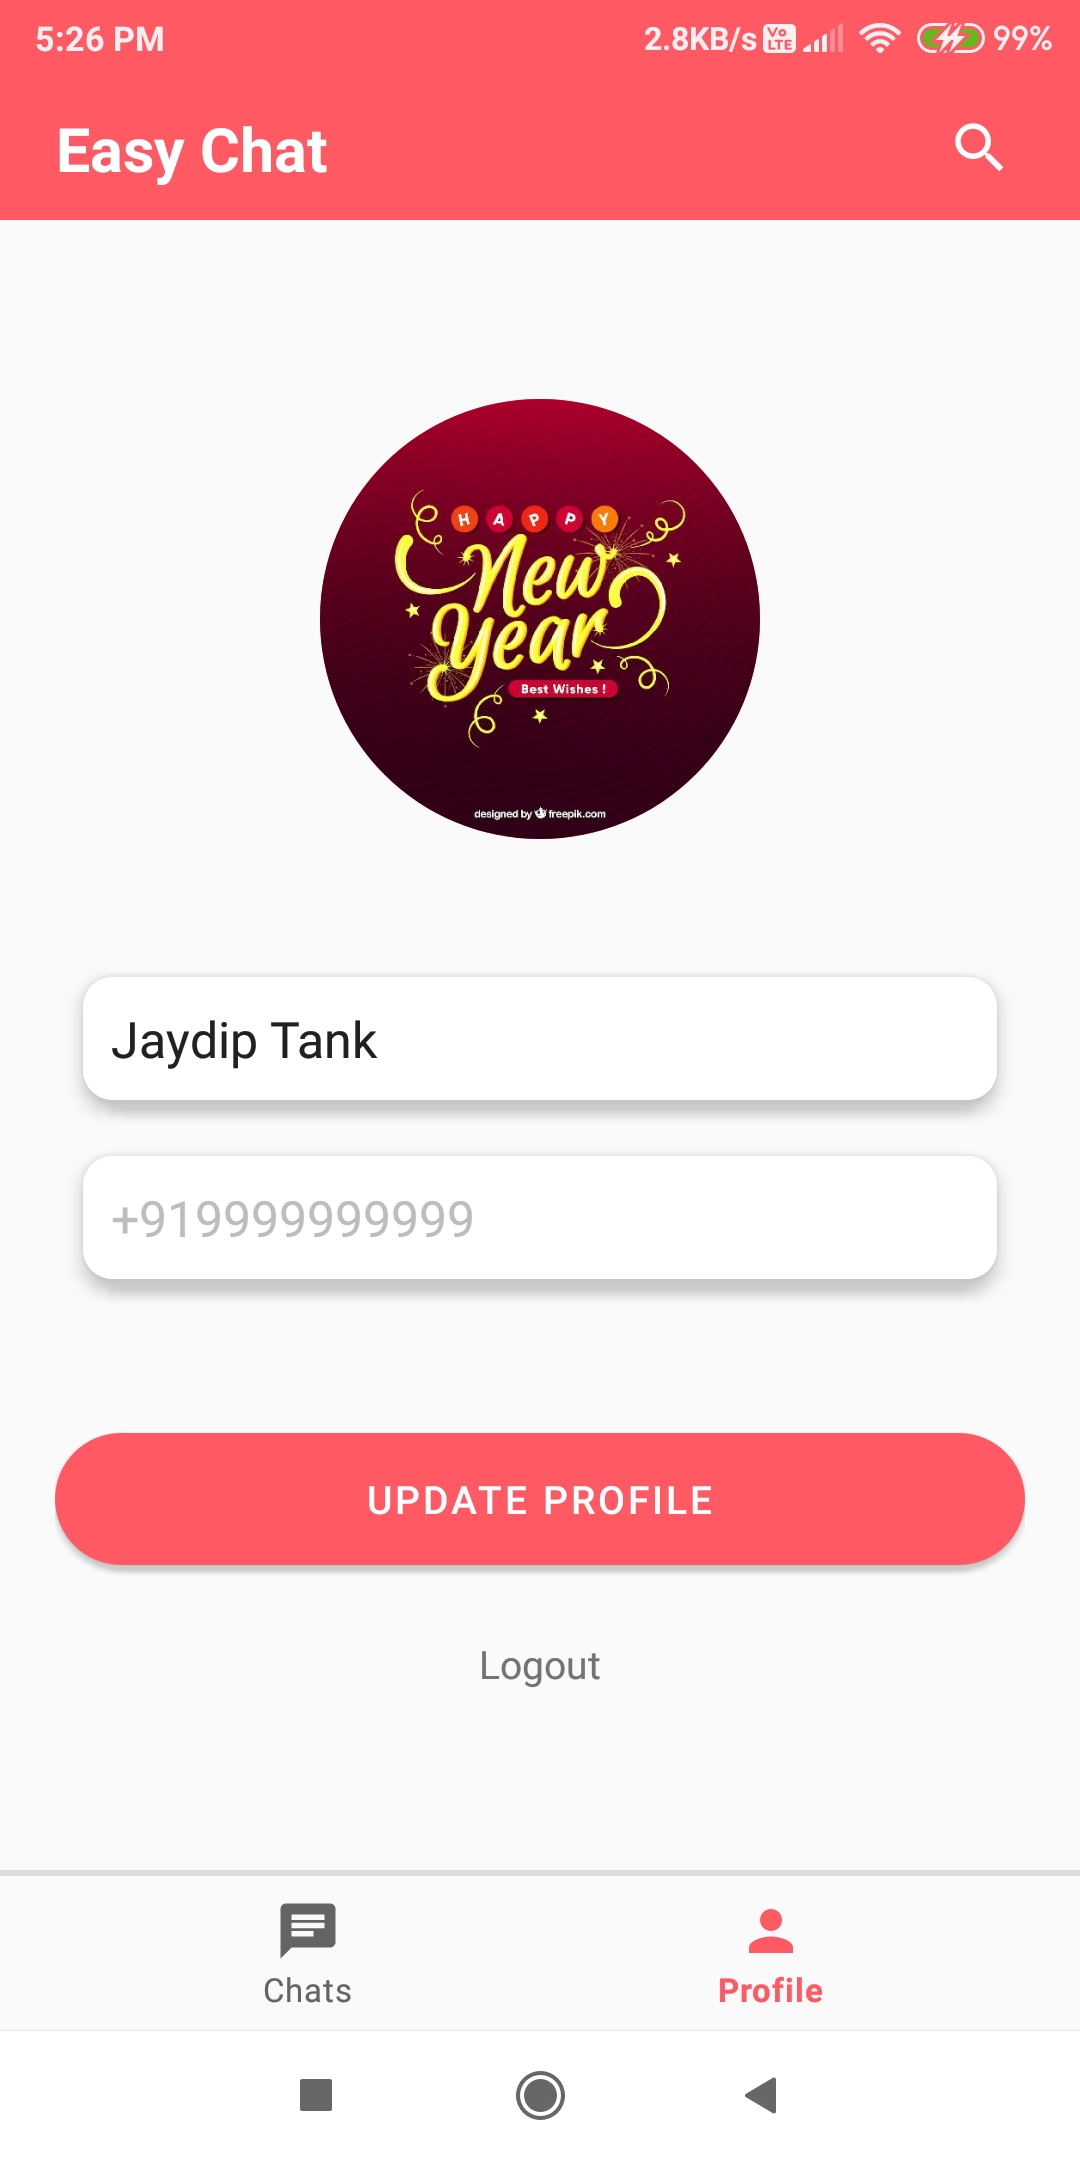 5:26 PM 2.8KB/s Vo LTE 99%
Easy Chat
HAPPY
New
Year
Best Wishes !
designed by freepik.com
Jaydip Tank
+919999999999
UPDATE PROFILE
Logout
Chats Profile